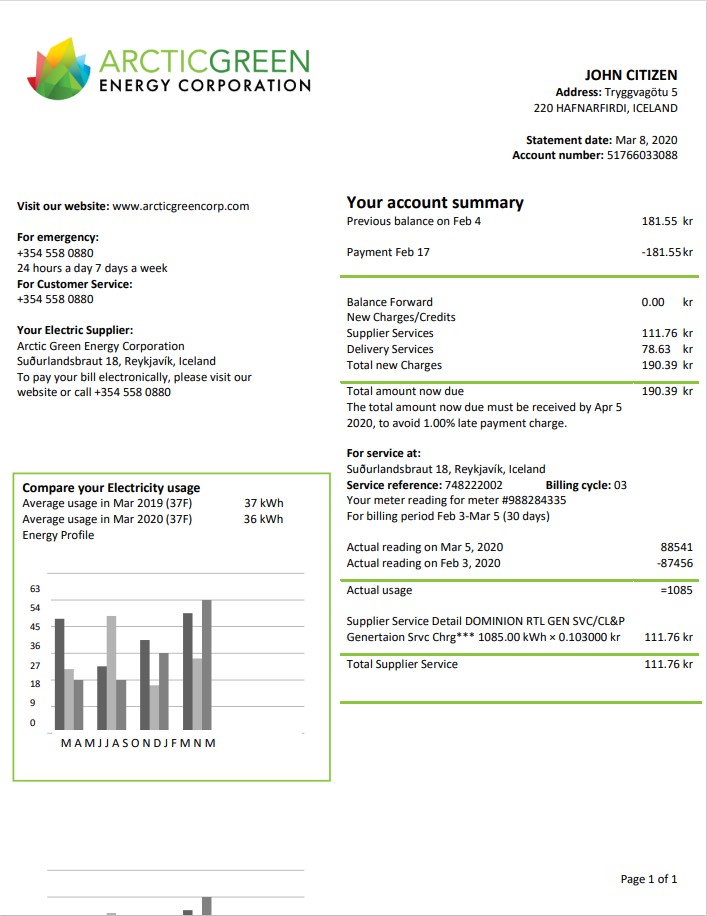 ARCTICGREEN
ENERGY CORPORATION
JOHN CITIZEN
Address: Tryggvagötu 5
220 HAFNARFIRDI, ICELAND
Statement date: Mar 8, 2020
Account number: 51766033088
Visit our website: www.arcticgreencorp.com
For emergency:
+354 558 0880
24 hours a day 7 days a week
For Customer Service:
+354 558 0880
Your Electric Supplier:
Arctic Green Energy Corporation
Suðurlandsbraut 18, Reykjavík, Iceland
To pay your bill electronically, please visit our
website or call +354 558 0880
Your account summary
Previous balance on Feb 4 181.55 kr
Payment Feb 17 -181.55 kr
Balance Forward 0.00 kr
New Charges/Credits
Supplier Services 111.76 kr
Delivery Services 78.63 kr
Total new Charges 190.39 kr
Total amount now due 190.39 kr
The total amount now due must be received by Apr 5
2020, to avoid 1.00% late payment charge.
For service at:
Suðurlandsbraut 18, Reykjavík, Iceland
Service reference: 748222002 Billing cycle: 03
Your meter reading for meter #988284335
For billing period Feb 3-Mar 5 (30 days)
Actual reading on Mar 5, 2020 88541
Actual reading on Feb 3, 2020 -87456
Actual usage =1085
Supplier Service Detail DOMINION RTL GEN SVC/CL&P
Genertaion Srvc Chrg*** 1085.00 kWh × 0.103000 kr 111.76 kr
Total Supplier Service 111.76 kr
Compare your Electricity usage
Average usage in Mar 2019 (37F) 37 kWh
Average usage in Mar 2020 (37F) 36 kWh
Energy Profile
63
54
45
36
27
18
9
0
M A M J J A S O N D J F M N M
Page 1 of 1